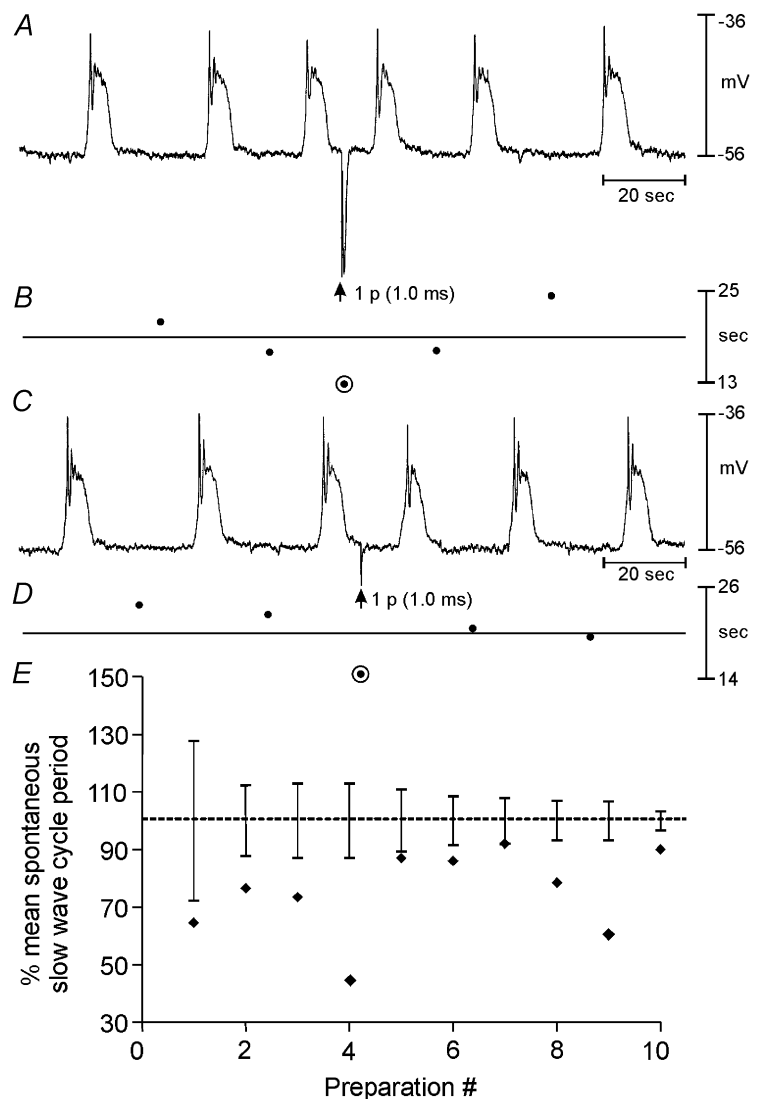 A
-36
mV
-56
20 sec
1 p (1.0 ms)
B
25
sec
13
C
-36
mV
-56
20 sec
1 p (1.0 ms)
D
26
sec
14
E
% mean spontaneous
slow wave cycle period
150
130
110
90
70
50
30
0
2
4
6
8
10
Preparation #